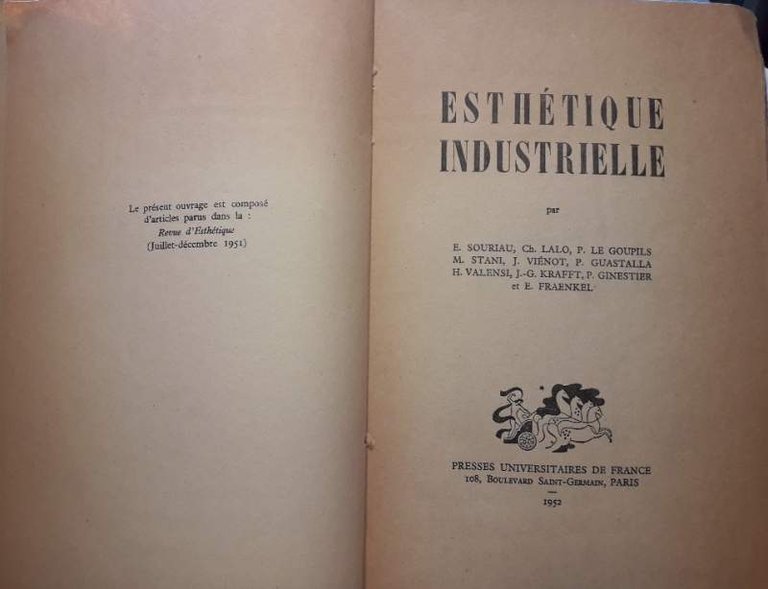 Le présent ouvrage est composé
d'articles parus dans la :
Revue d'Esthétique
(Juillet-décembre 1951)
ESTHÉTIQUE
INDUSTRIELLE
par
E. SOURIAU, Ch. LALO, P. LE GOUPILS
M. STANI, J. VIÉNOT, P. GUASTALLA
H. VALENSI, J.-G. KRAFFT, P. GINESTIER
et E. FRAENKEL
PRESSES UNIVERSITAIRES DE FRANCE
108, BOULEVARD SAINT-GERMAIN, PARIS
1952